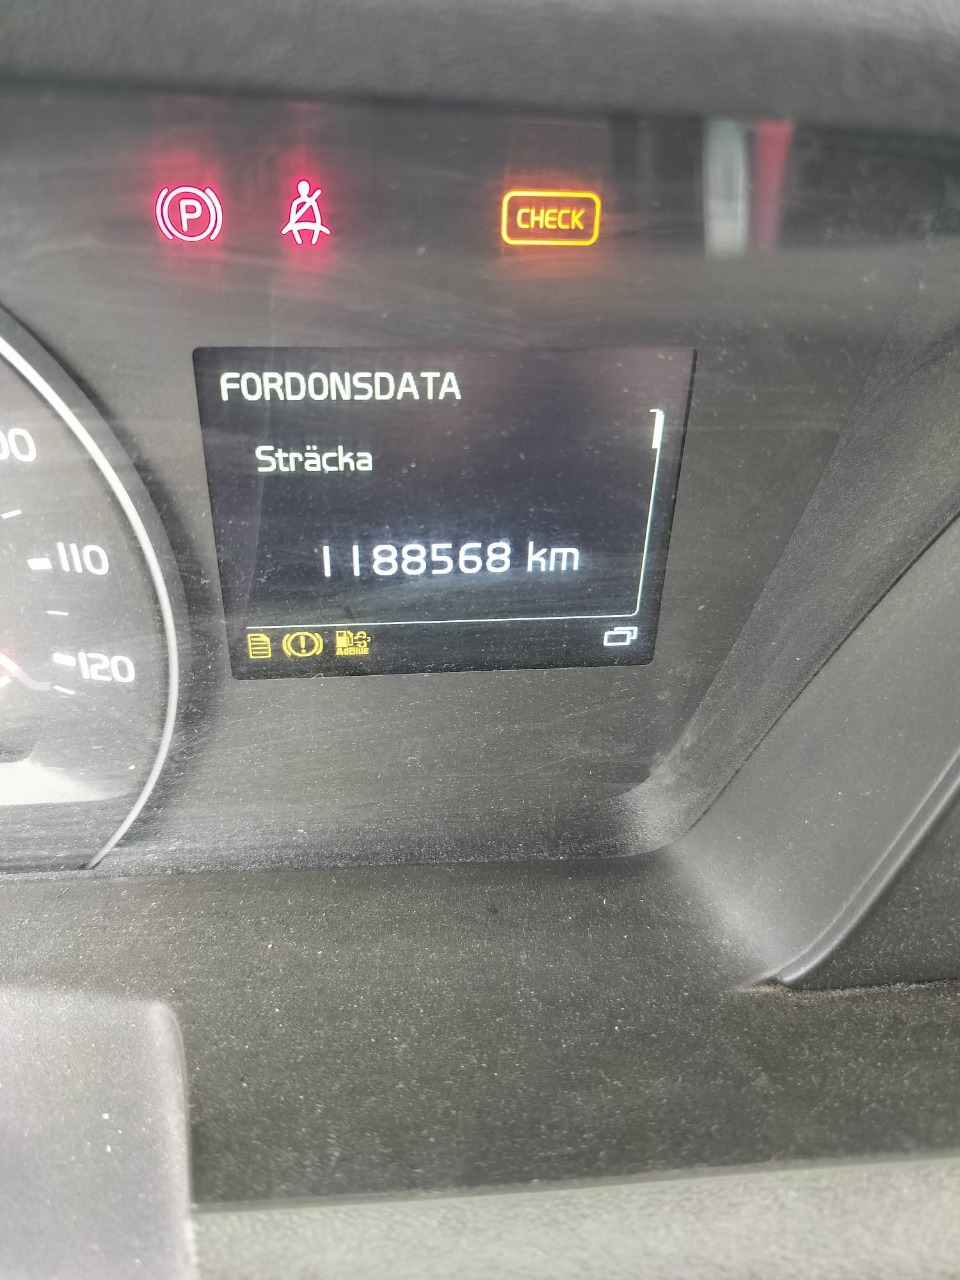 P
CHECK
FORDONSDATA
Sträcka
1188568 km
110
120
AdBlue